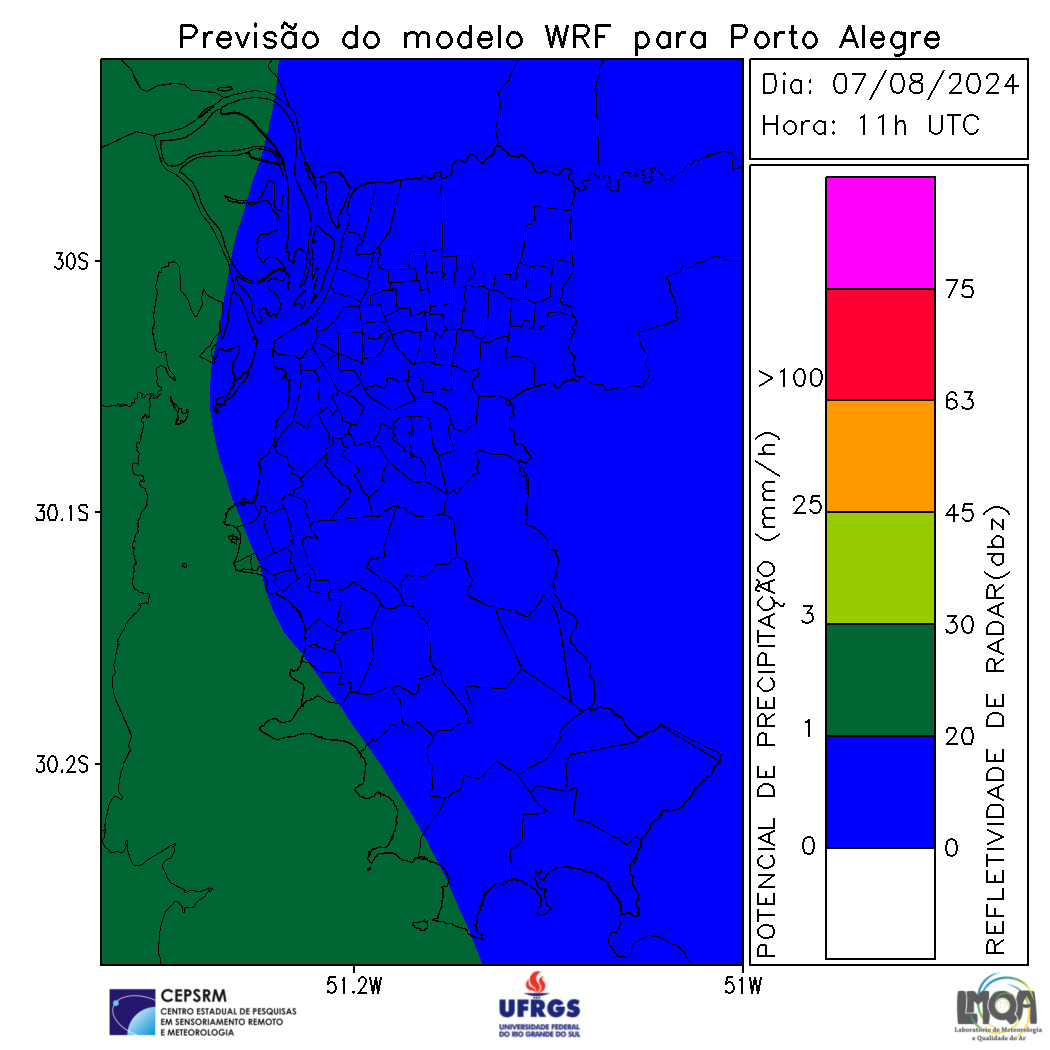 Previsão do modelo WRF para Porto Alegre
Dia: 07/08/2024
Hora: 11h UTC
30S
30.1S
30.2S
51.2W
51W
POTENCIAL DE PRECIPITAÇÃO (mm/h)
>100
25
3
1
0
75
63
45
30
20
0
REFLETIVIDADE DE RADAR(dbz)
CEPSRM
CENTRO ESTADUAL DE PESQUISAS
EM SENSORIAMENTO REMOTO
E METEOROLOGIA
UFRGS
UNIVERSIDADE FEDERAL
DO RIO GRANDE DO SUL
LMQA
Laboratório de Meteorologia
e Qualidade do Ar